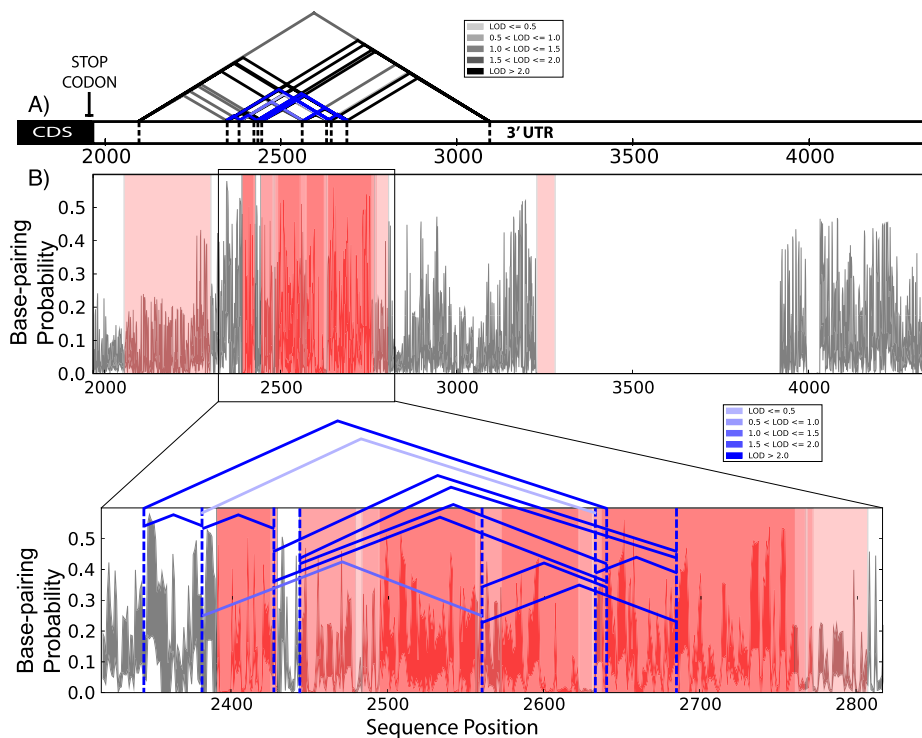 LOD <= 0.5
0.5 < LOD <= 1.0
1.0 < LOD <= 1.5
1.5 < LOD <= 2.0
LOD > 2.0
STOP
CODON
A)
CDS
3' UTR
2000 2500 3000 3500 4000
B)
Base-pairing
Probability
0.5
0.4
0.3
0.2
0.1
0.0
2000 2500 3000 3500 4000
LOD <= 0.5
0.5 < LOD <= 1.0
1.0 < LOD <= 1.5
1.5 < LOD <= 2.0
LOD > 2.0
Base-pairing
Probability
0.5
0.4
0.3
0.2
0.1
0.0
2400 2500 2600 2700 2800
Sequence Position